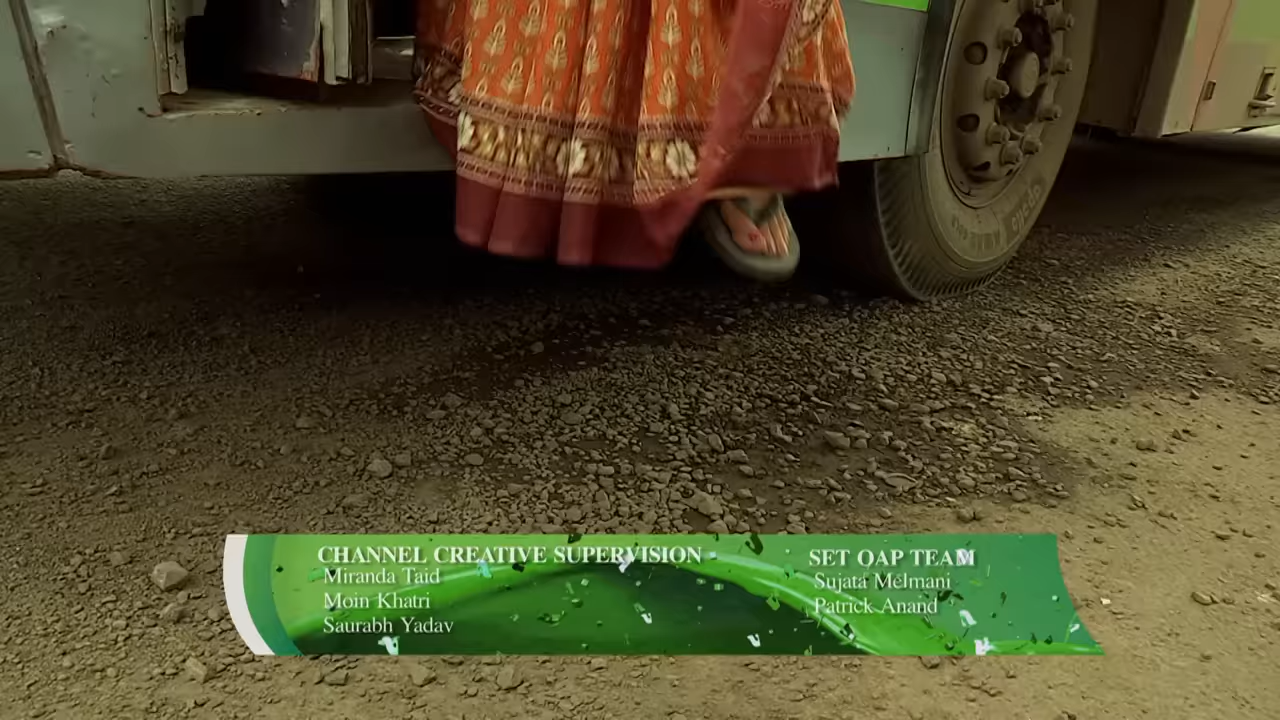 CHANNEL CREATIVE SUPERVISION
Miranda Taid
Moin Khatri
Saurabh Yadav
SET OAP TEAM
Sujata Melmani
Patrick Anand